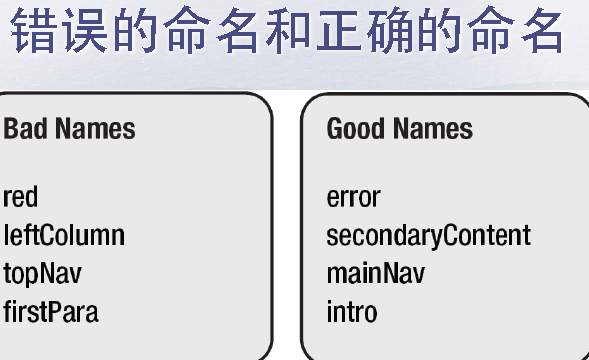 错误的命名和正确的命名
Bad Names
red
leftColumn
topNav
firstPara
Good Names
error
secondaryContent
mainNav
intro